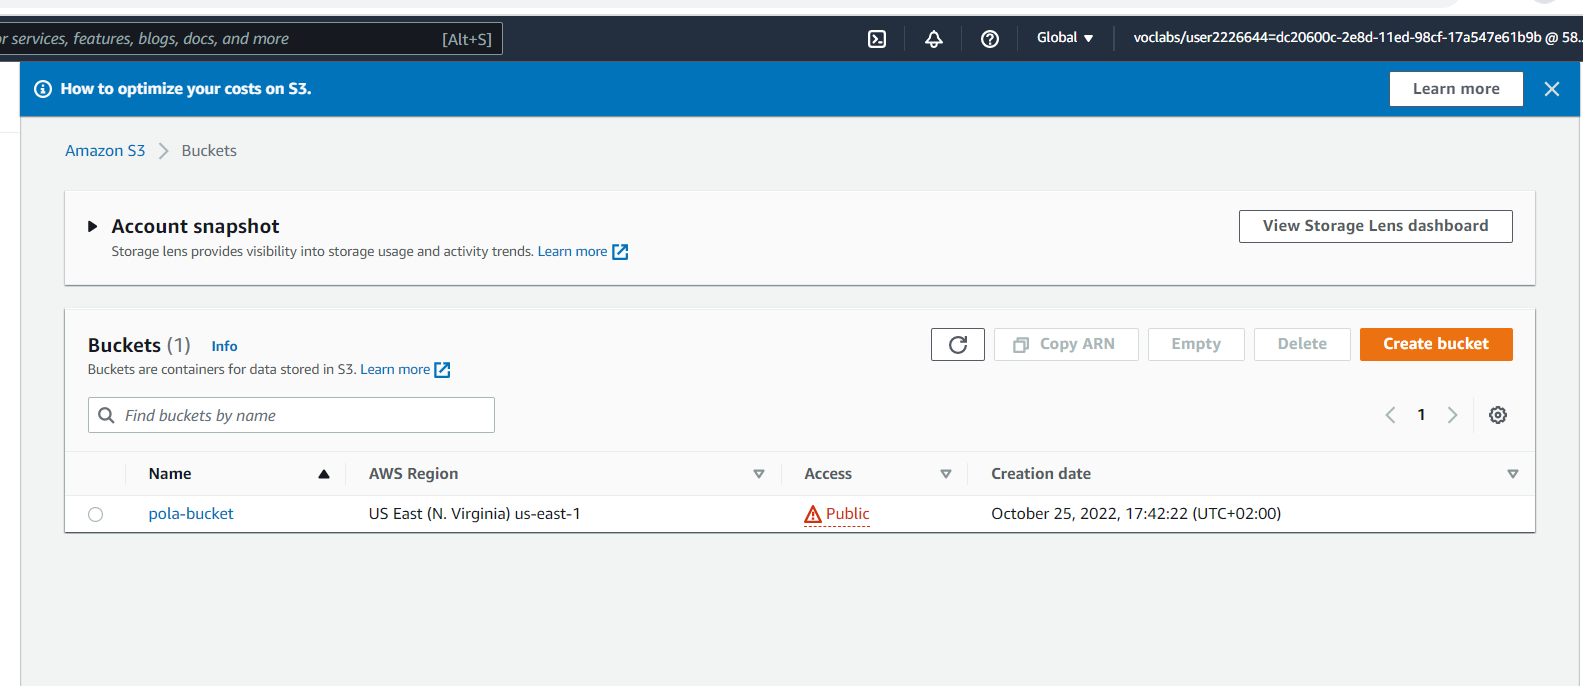 r services, features, blogs, docs, and more [Alt+S] Global voclabs/user2226644=dc20600c-2e8d-11ed-98cf-17a547e61b9b @ 58..
How to optimize your costs on S3. Learn more
Amazon S3 Buckets
Account snapshot View Storage Lens dashboard
Storage lens provides visibility into storage usage and activity trends. Learn more
Buckets (1) Info Copy ARN Empty Delete Create bucket
Buckets are containers for data stored in S3. Learn more
Find buckets by name 1
Name AWS Region Access Creation date
pola-bucket US East (N. Virginia) us-east-1 Public October 25, 2022, 17:42:22 (UTC+02:00)